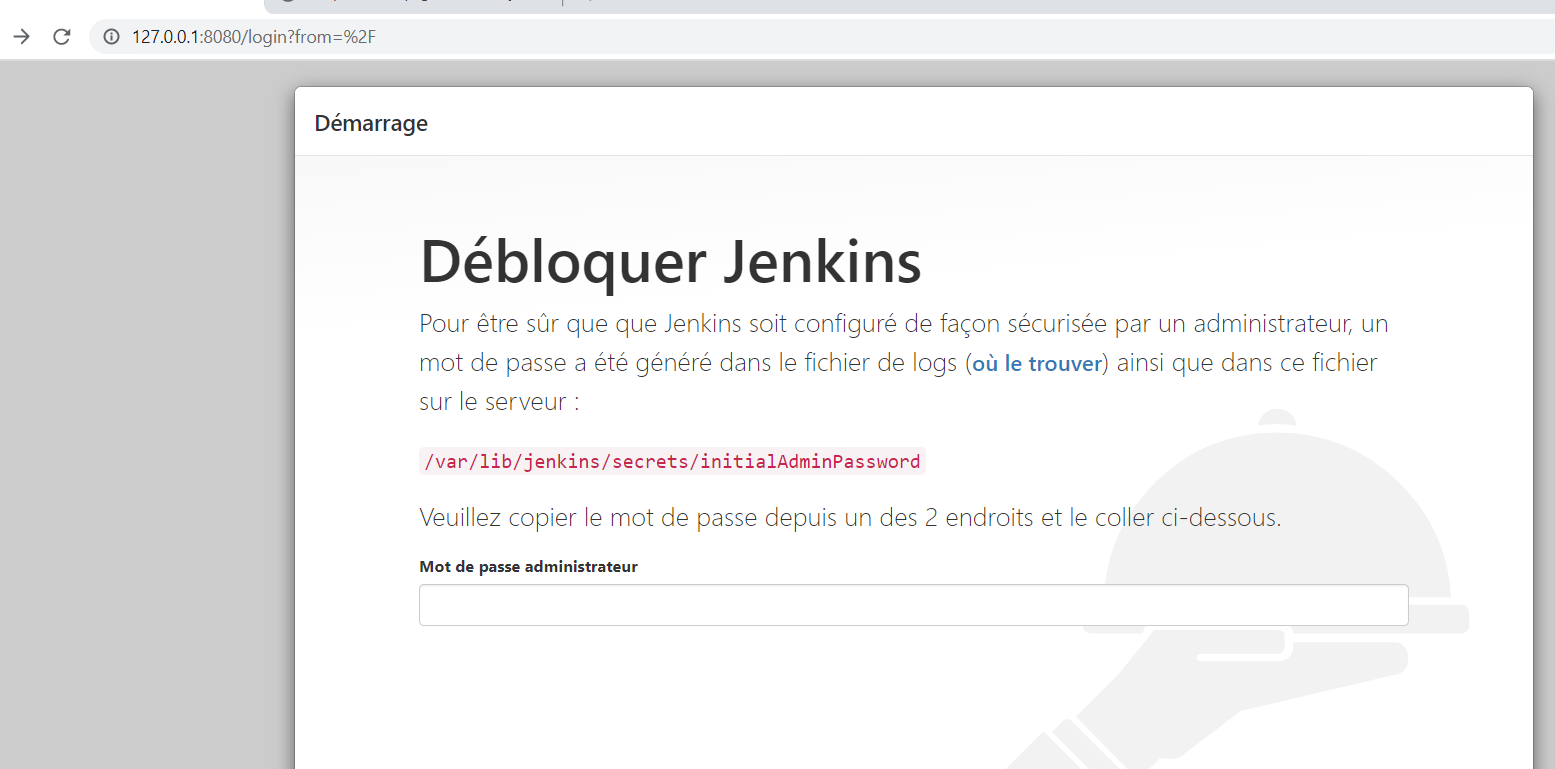 127.0.0.1:8080/login?from=%2F
Démarrage
Débloquer Jenkins
Pour être sûr que que Jenkins soit configuré de façon sécurisée par un administrateur, un
mot de passe a été généré dans le fichier de logs (où le trouver) ainsi que dans ce fichier
sur le serveur :
/var/lib/jenkins/secrets/initialAdminPassword
Veuillez copier le mot de passe depuis un des 2 endroits et le coller ci-dessous.
Mot de passe administrateur